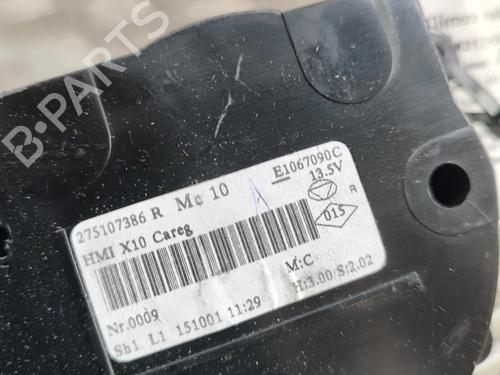 B-PARTS
275107386 R Mc 10
E1067090C
13.5V
HMI X10 Careg
R
015
M:C
H:3.00 S:2.02
Nr.0009
Sh1 L1 151001 11:29
A